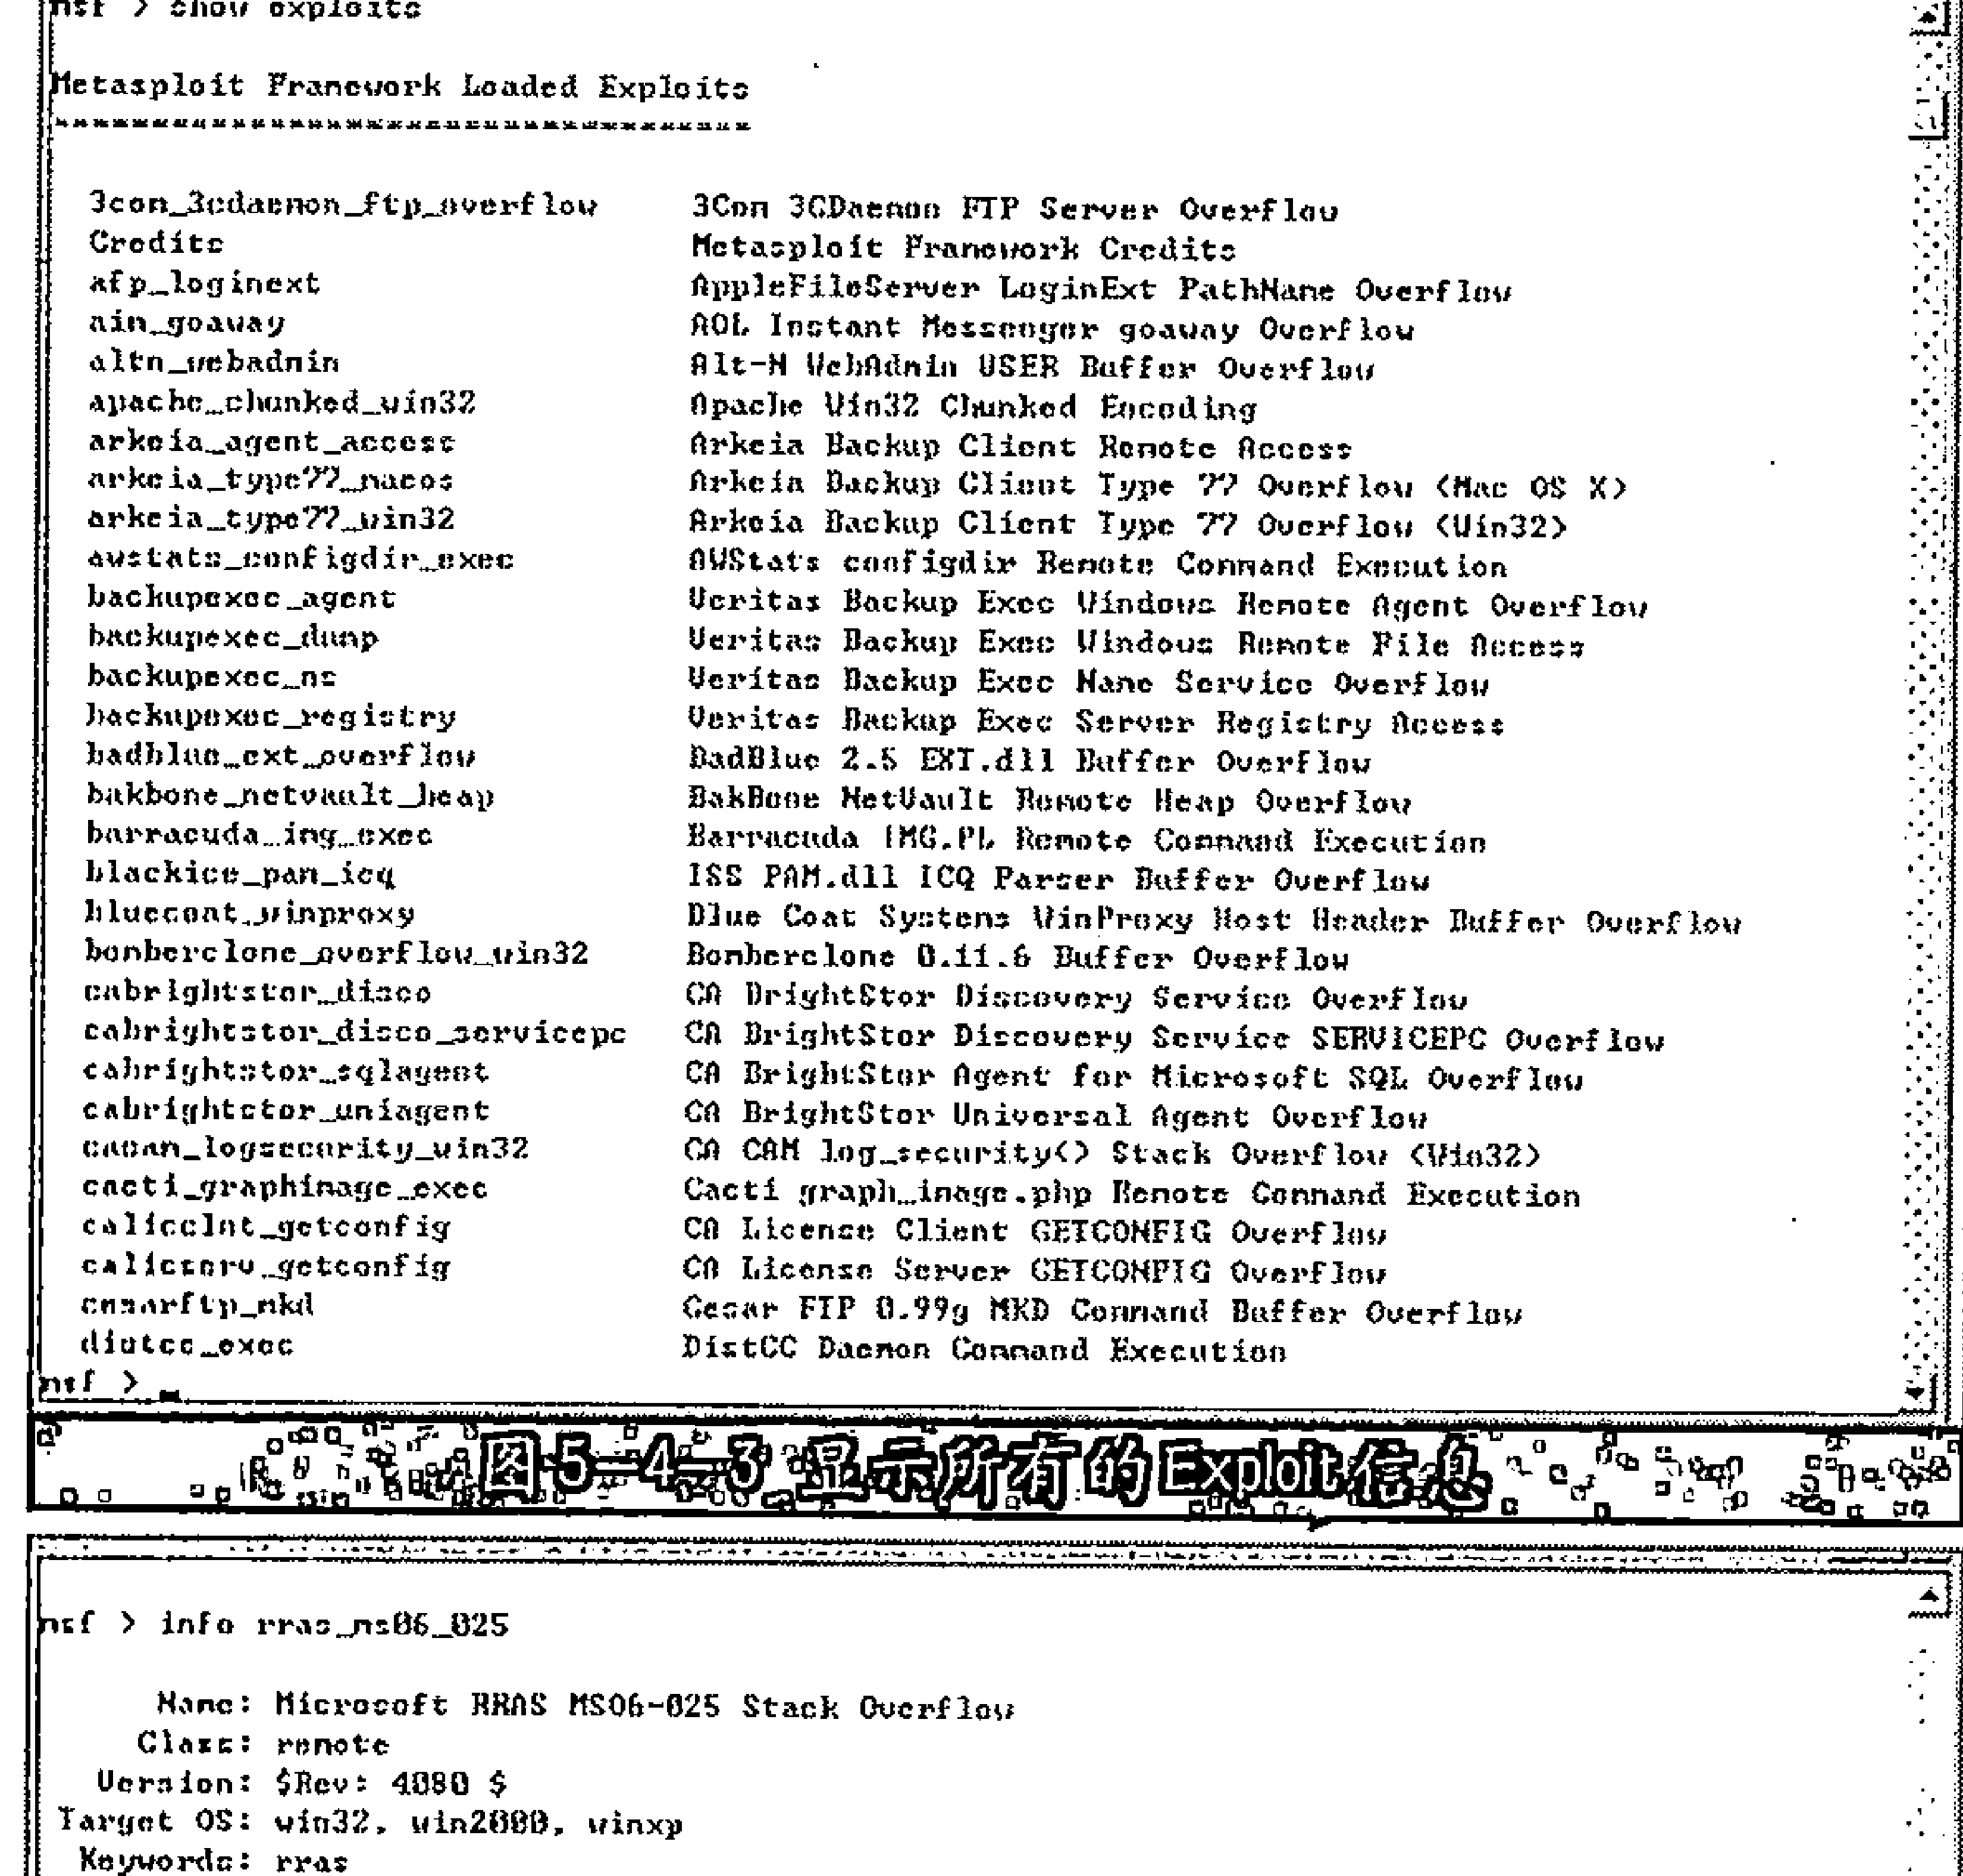 msf > show exploits
Metasploit Framework Loaded Exploits
====================================
3com_3cdaemon_ftp_overflow 3Com 3CDaemon FTP Server Overflow
Credits Metasploit Framework Credits
afp_loginext AppleFileServer LoginExt PathName Overflow
aim_goaway AOL Instant Messenger goaway Overflow
altn_webadmin Alt-N WebAdmin USER Buffer Overflow
apache_chunked_win32 Apache Win32 Chunked Encoding
arkeia_agent_access Arkeia Backup Client Remote Access
arkeia_type77_macos Arkeia Backup Client Type 77 Overflow (Mac OS X)
arkeia_type77_win32 Arkeia Backup Client Type 77 Overflow (Win32)
awstats_configdir_exec AWStats configdir Remote Command Execution
backupexec_agent Veritas Backup Exec Windows Remote Agent Overflow
backupexec_dump Veritas Backup Exec Windows Remote File Access
backupexec_ns Veritas Backup Exec Name Service Overflow
backupexec_registry Veritas Backup Exec Server Registry Access
badblue_ext_overflow BadBlue 2.5 EXT.dll Buffer Overflow
bakbone_netvault_heap BakBone NetVault Remote Heap Overflow
barracuda_img_exec Barracuda IMG.PL Remote Command Execution
blackice_pam_icq ISS PAM.dll ICQ Parser Buffer Overflow
bluecoat_winproxy Blue Coat Systems WinProxy Host Header Buffer Overflow
bomberclone_overflow_win32 Bomberclone 0.11.6 Buffer Overflow
cabrightstor_disco CA BrightStor Discovery Service Overflow
cabrightstor_disco_servicepc CA BrightStor Discovery Service SERVICEPC Overflow
cabrightstor_sqlagent CA BrightStor Agent for Microsoft SQL Overflow
cabrightstor_uniagent CA BrightStor Universal Agent Overflow
cacam_logsecurity_win32 CA CAM log_security() Stack Overflow (Win32)
cacti_graphimage_exec Cacti graph_image.php Remote Command Execution
calicclnt_getconfig CA License Client GETCONFIG Overflow
calicserv_getconfig CA License Server GETCONFIG Overflow
cesarftp_mkd Cesar FTP 0.99g MKD Command Buffer Overflow
distcc_exec DistCC Daemon Command Execution
msf > _
图5-4-3 显示所有的Exploit信息
msf > info rras_ms06_025
Name: Microsoft RRAS MS06-025 Stack Overflow
Class: remote
Version: $Rev: 4080 $
Target OS: win32, win2000, winxp
Keywords: rras